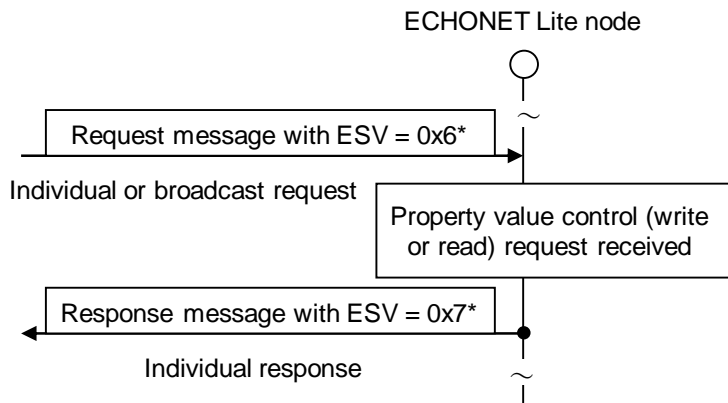 ECHONET Lite node
Request message with ESV = 0x6*
Individual or broadcast request
Property value control (write
or read) request received
Response message with ESV = 0x7*
Individual response